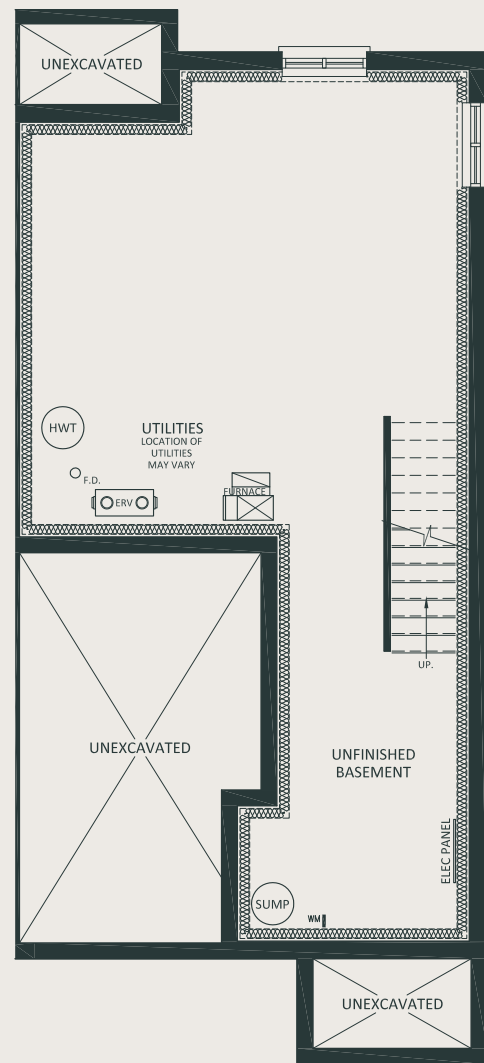 UNEXCAVATED
HWT
UTILITIES
LOCATION OF
UTILITIES
MAY VARY
F.D.
ERV
FURNACE
UP.
UNEXCAVATED
UNFINISHED
BASEMENT
ELEC PANEL
SUMP
WM
UNEXCAVATED